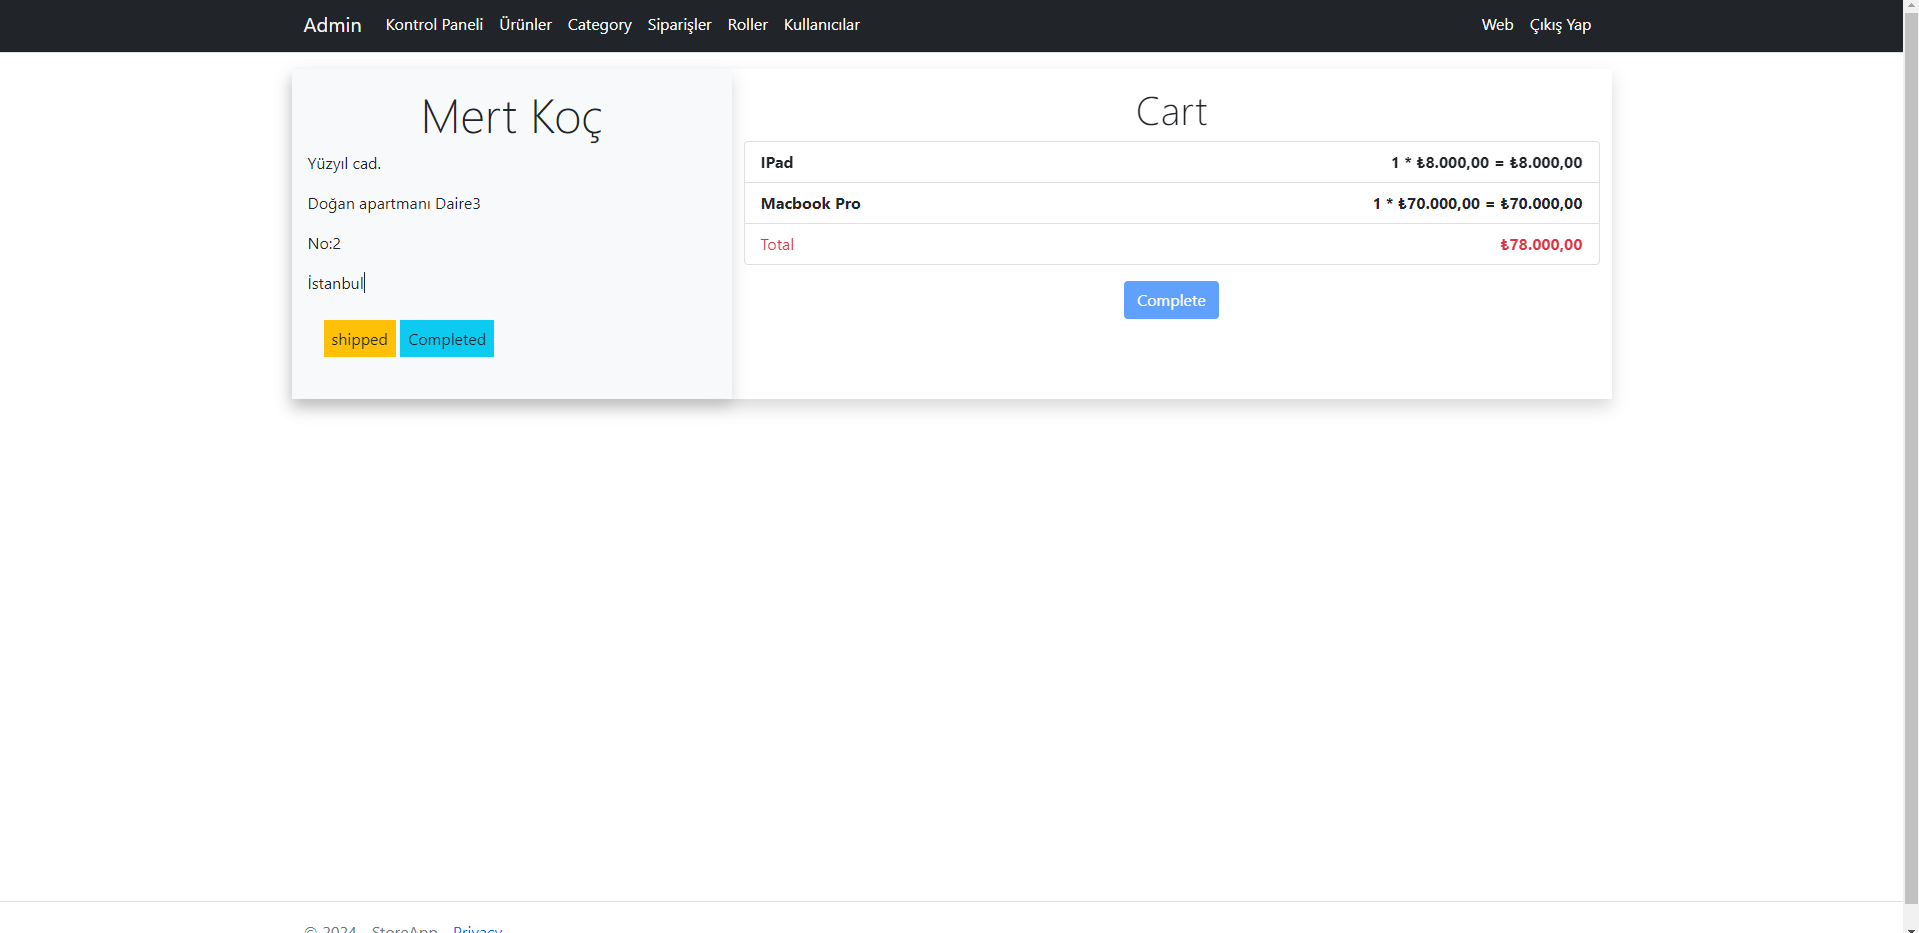 Admin Kontrol Paneli Ürünler Category Siparişler Roller Kullanıcılar Web Çıkış Yap
Mert Koç
Yüzyıl cad.
Doğan apartmanı Daire3
No:2
İstanbul
shipped Completed
Cart
IPad 1 * ₺8.000,00 = ₺8.000,00
Macbook Pro 1 * ₺70.000,00 = ₺70.000,00
Total ₺78.000,00
Complete
© 2024 - StoreApp - Privacy